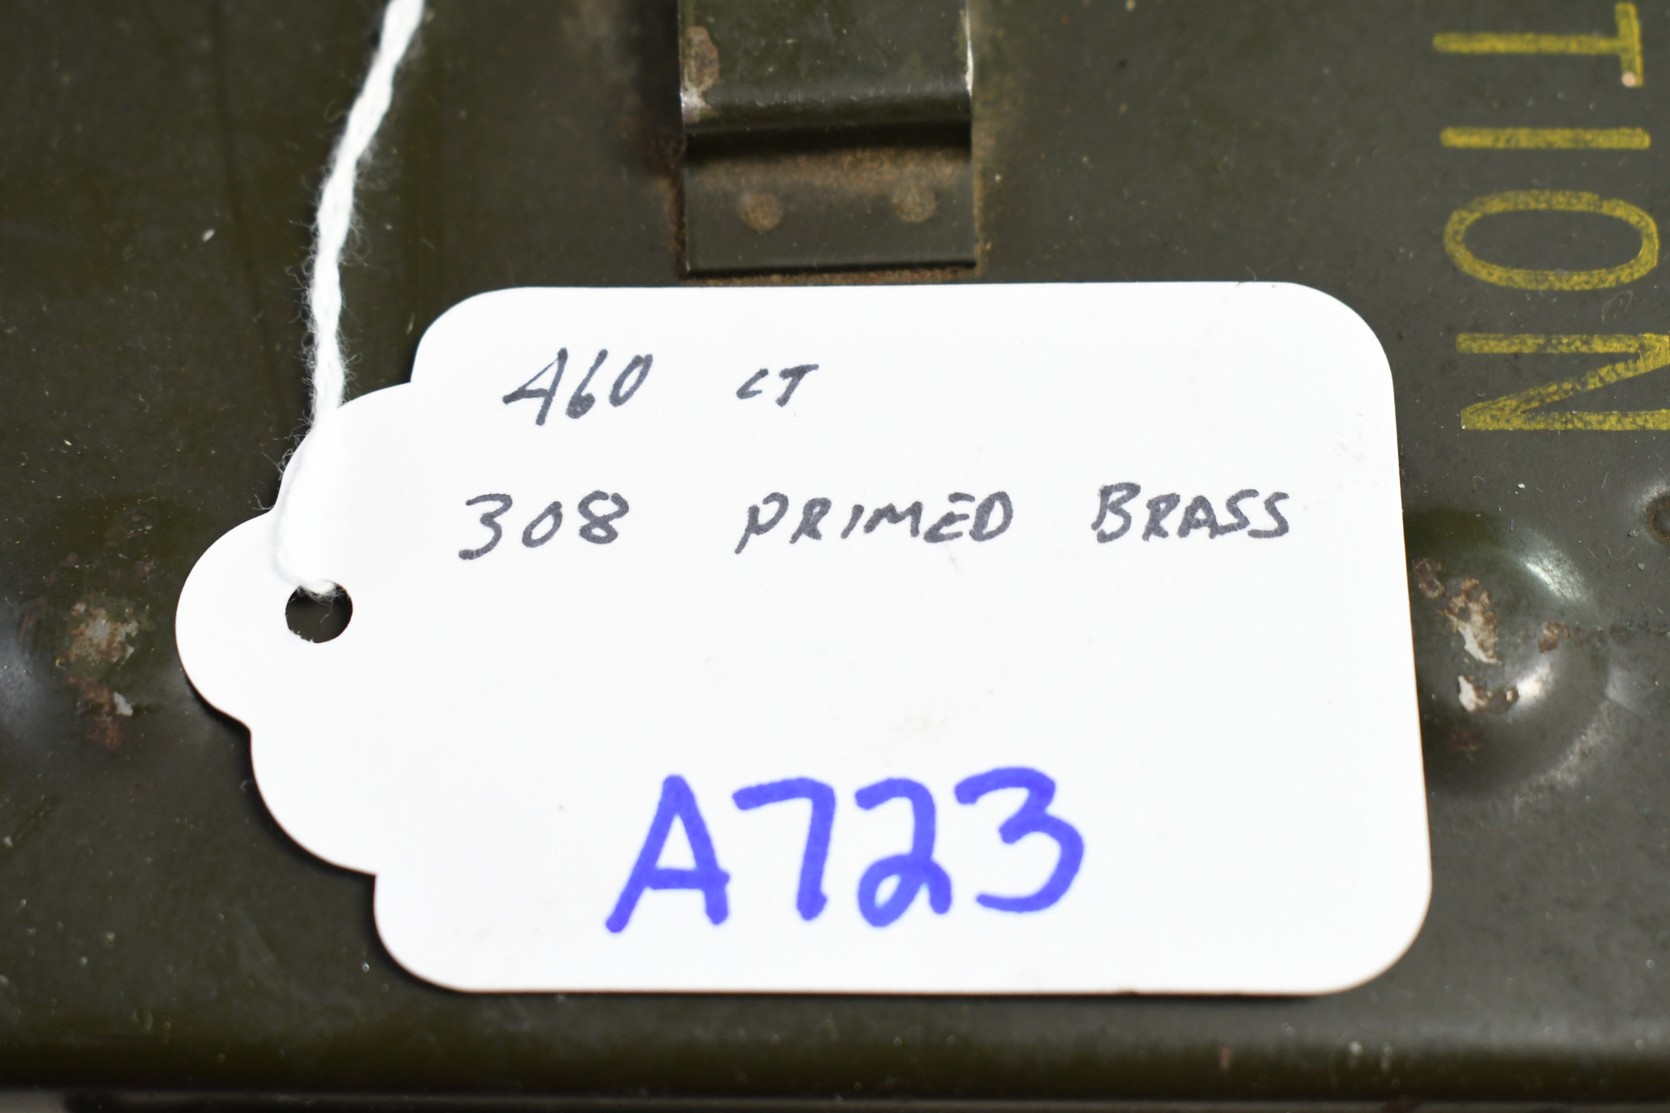 460 CT
308 PRIMED BRASS
A723
TION